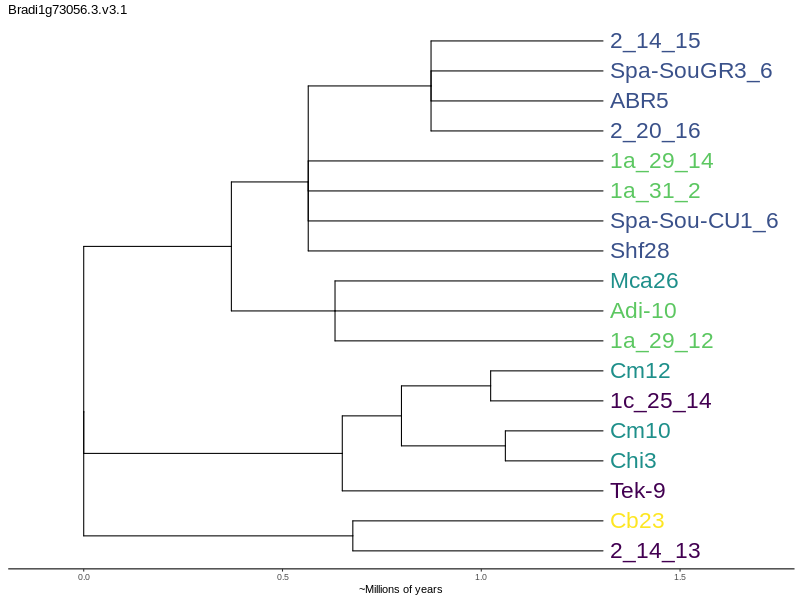 Bradi1g73056.3.v3.1
2_14_15
Spa-SouGR3_6
ABR5
2_20_16
1a_29_14
1a_31_2
Spa-Sou-CU1_6
Shf28
Mca26
Adi-10
1a_29_12
Cm12
1c_25_14
Cm10
Chi3
Tek-9
Cb23
2_14_13
0.0 0.5 1.0 1.5
~Millions of years